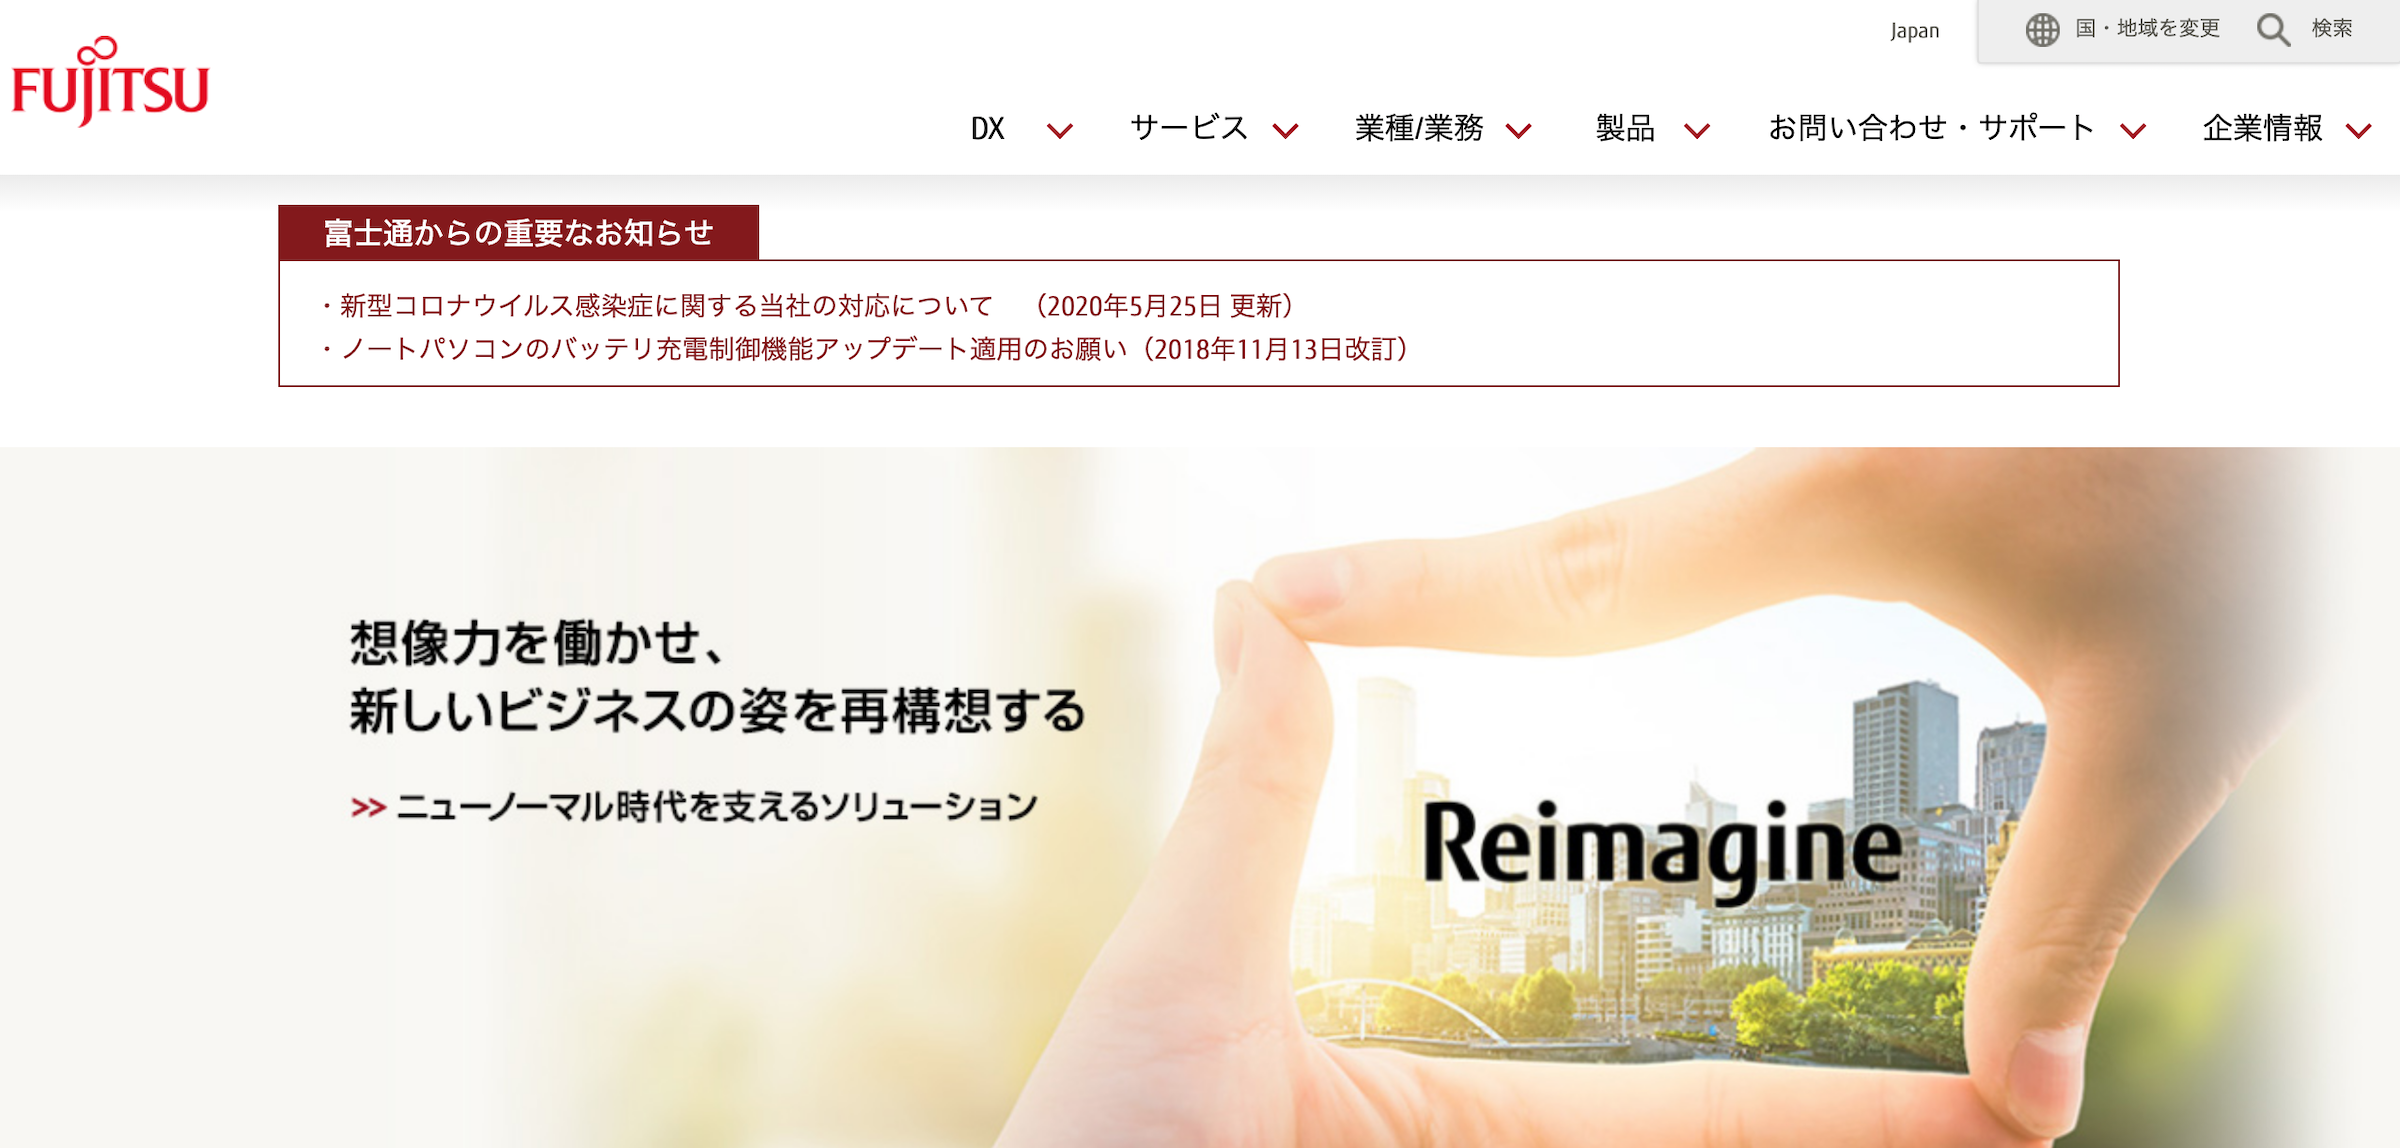 FUJITSU
Japan
国・地域を変更
検索
DX
サービス
業種/業務
製品
お問い合わせ・サポート
企業情報
富士通からの重要なお知らせ
・新型コロナウイルス感染症に関する当社の対応について　（2020年5月25日 更新）
・ノートパソコンのバッテリ充電制御機能アップデート適用のお願い（2018年11月13日改訂）
想像力を働かせ、
新しいビジネスの姿を再構想する
>> ニューノーマル時代を支えるソリューション
Reimagine